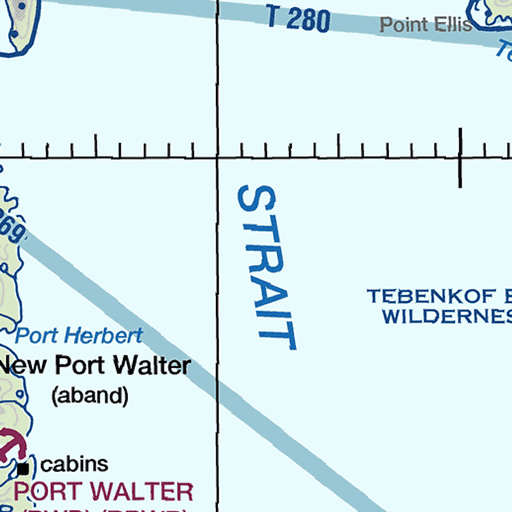 T 280
Point Ellis
STRAIT
TEBENKOF
WILDERNES
Port Herbert
New Port Walter
(aband)
cabins
PORT WALTER